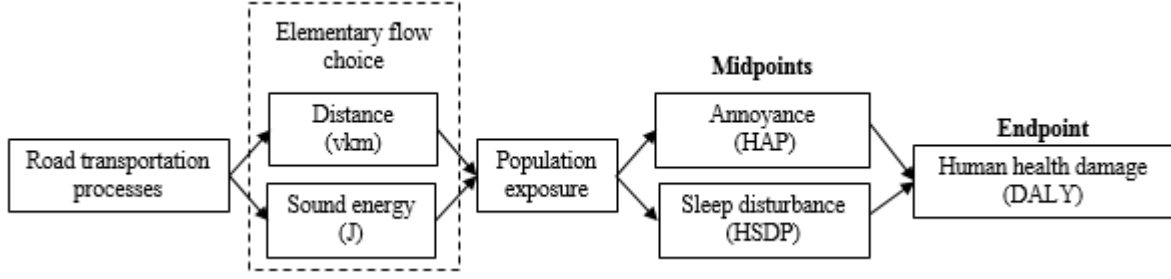 Elementary flow
choice
Midpoints
Endpoint
Road transportation
processes
Distance
(vkm)
Sound energy
(J)
Population
exposure
Annoyance
(HAP)
Sleep disturbance
(HSDP)
Human health damage
(DALY)